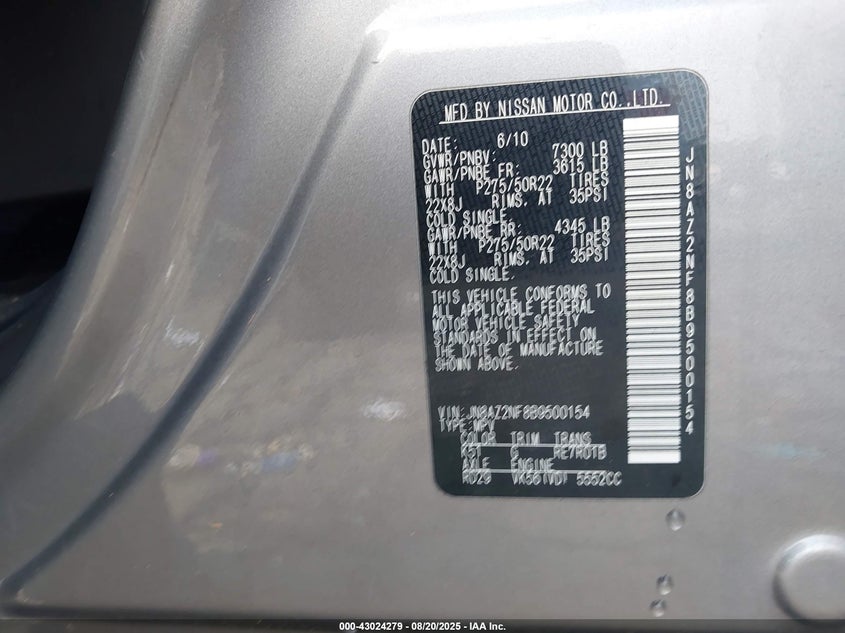 MFD BY NISSAN MOTOR CO.,LTD.
DATE: 6/10
GVWR/PNBV: 7300 LB
GAWR/PNBE FR: 3615 LB
WITH P275/50R22 TIRES
22X8J RIMS. AT 35PSI
COLD SINGLE.
GAWR/PNBE RR: 4345 LB
WITH P275/50R22 TIRES
22X8J RIMS. AT 35PSI
COLD SINGLE.
THIS VEHICLE CONFORMS TO
ALL APPLICABLE FEDERAL
MOTOR VEHICLE SAFETY
STANDARDS IN EFFECT ON
THE DATE OF MANUFACTURE
SHOWN ABOVE.
VIN:JN8AZ2NF8B9500154
TYPE:MPV
COLOR TRIM TRANS
K51 G RE7R01B
AXLE ENGINE
RD29 VK56(VD) 5552CC
JN8AZ2NF8B9500154
000-43024279 - 08/20/2025 - IAA Inc.